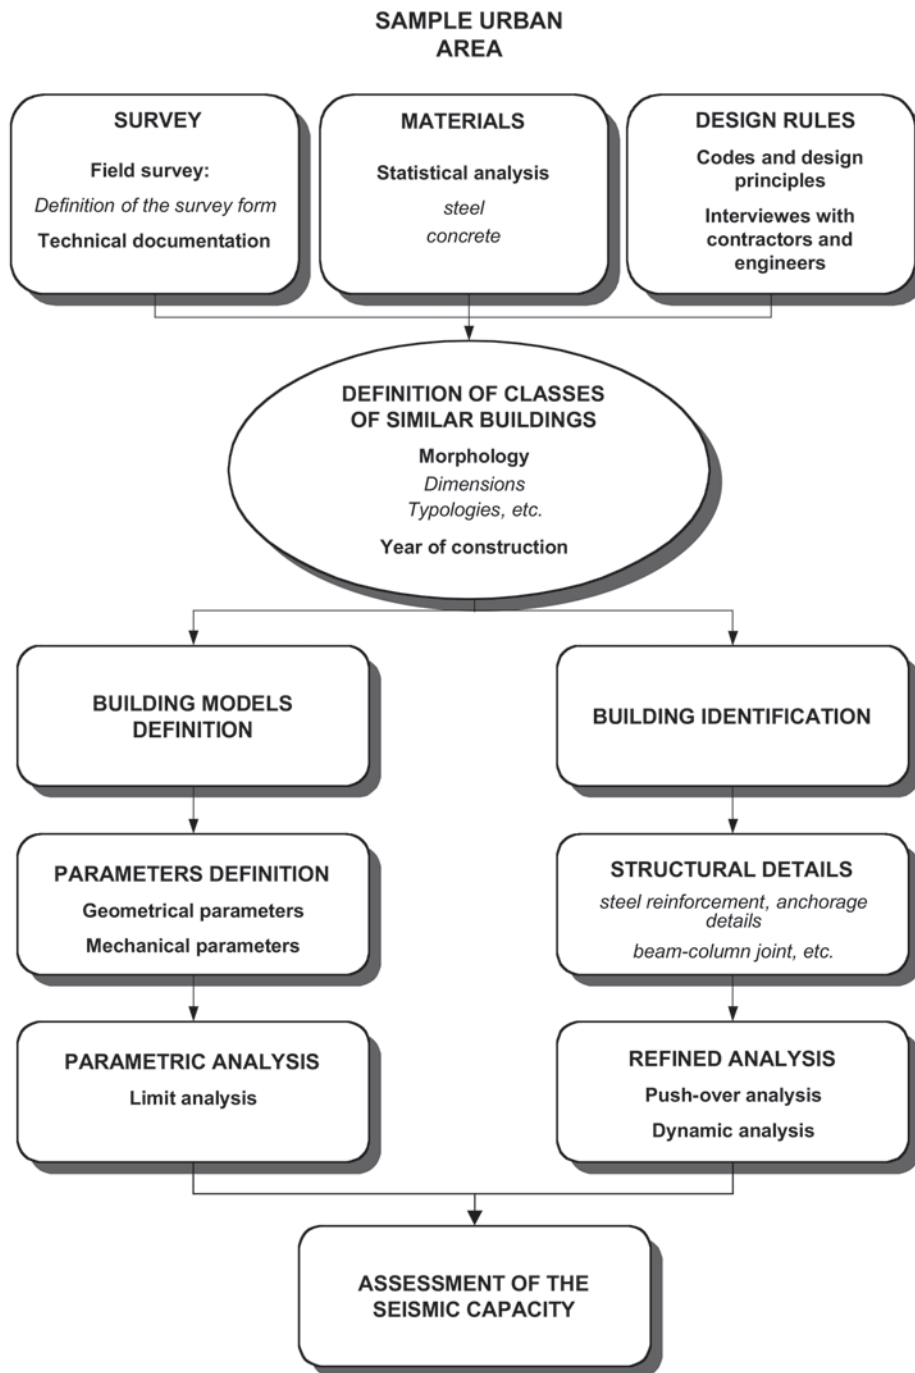 SAMPLE URBAN
AREA
SURVEY
Field survey:
Definition of the survey form
Technical documentation
MATERIALS
Statistical analysis
steel
concrete
DESIGN RULES
Codes and design
principles
Interviewes with
contractors and
engineers
DEFINITION OF CLASSES
OF SIMILAR BUILDINGS
Morphology
Dimensions
Typologies, etc.
Year of construction
BUILDING MODELS
DEFINITION
BUILDING IDENTIFICATION
PARAMETERS DEFINITION
Geometrical parameters
Mechanical parameters
STRUCTURAL DETAILS
steel reinforcement, anchorage
details
beam-column joint, etc.
PARAMETRIC ANALYSIS
Limit analysis
REFINED ANALYSIS
Push-over analysis
Dynamic analysis
ASSESSMENT OF THE
SEISMIC CAPACITY